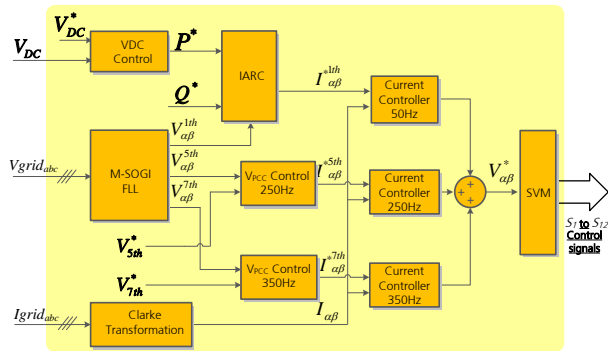 V*DC
VDC
VDC Control
P*
Q*
IARC
I*1th αβ
Current Controller 50Hz
Vgrid abc
M-SOGI FLL
V1th αβ
V5th αβ
V7th αβ
VPCC Control 250Hz
I*5th αβ
Current Controller 250Hz
+
+
+
V*αβ
SVM
S1 to S12
Control signals
V*5th
V*7th
VPCC Control 350Hz
I*7th αβ
Current Controller 350Hz
Igrid abc
Clarke Transformation
Iαβ